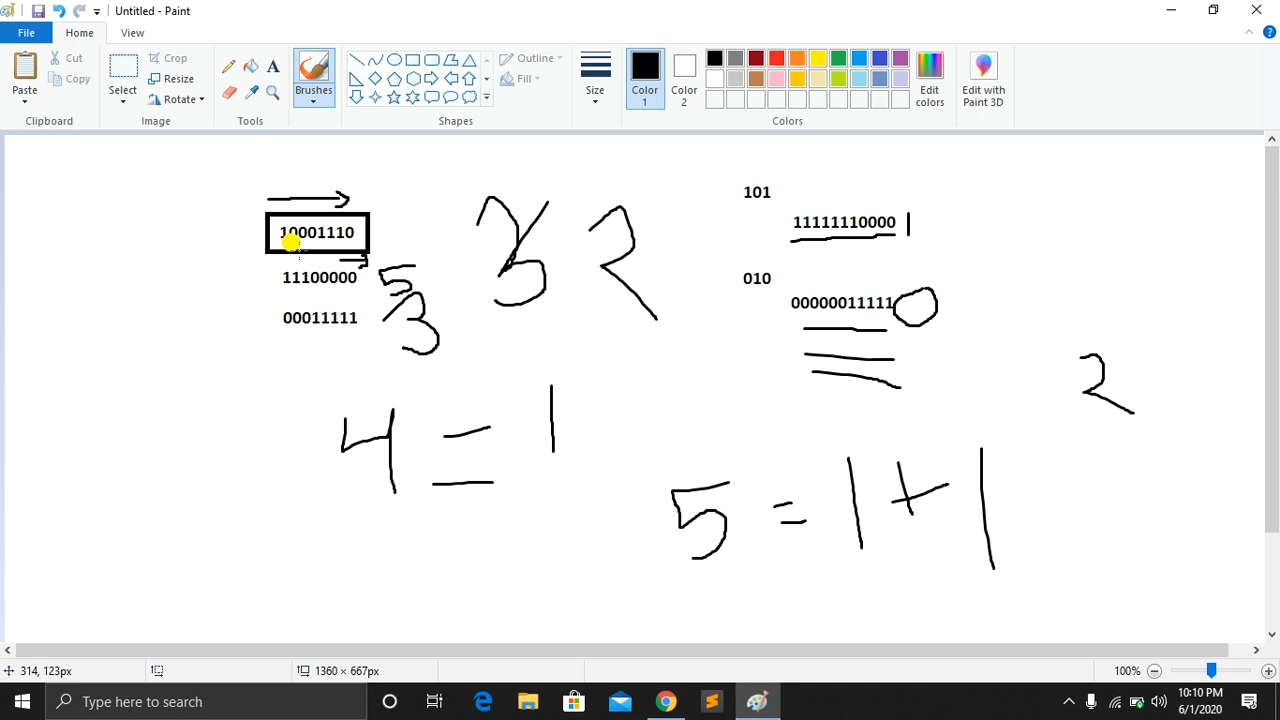 Untitled - Paint
File Home View
Paste
Cut
Copy
Clipboard
Select
Crop
Resize
Rotate
Image
Tools
Brushes
Outline
Fill
Shapes
Size
Color 1
Color 2
Colors
Edit colors
Edit with Paint 3D
10001110
11100000 5
00011111 3
3 2
101
11111110000 |
010
00000011111 0
2
4 = 1
5 = 1 + 1
314, 123px
1360 × 667px
100%
Type here to search
10:10 PM
6/1/2020